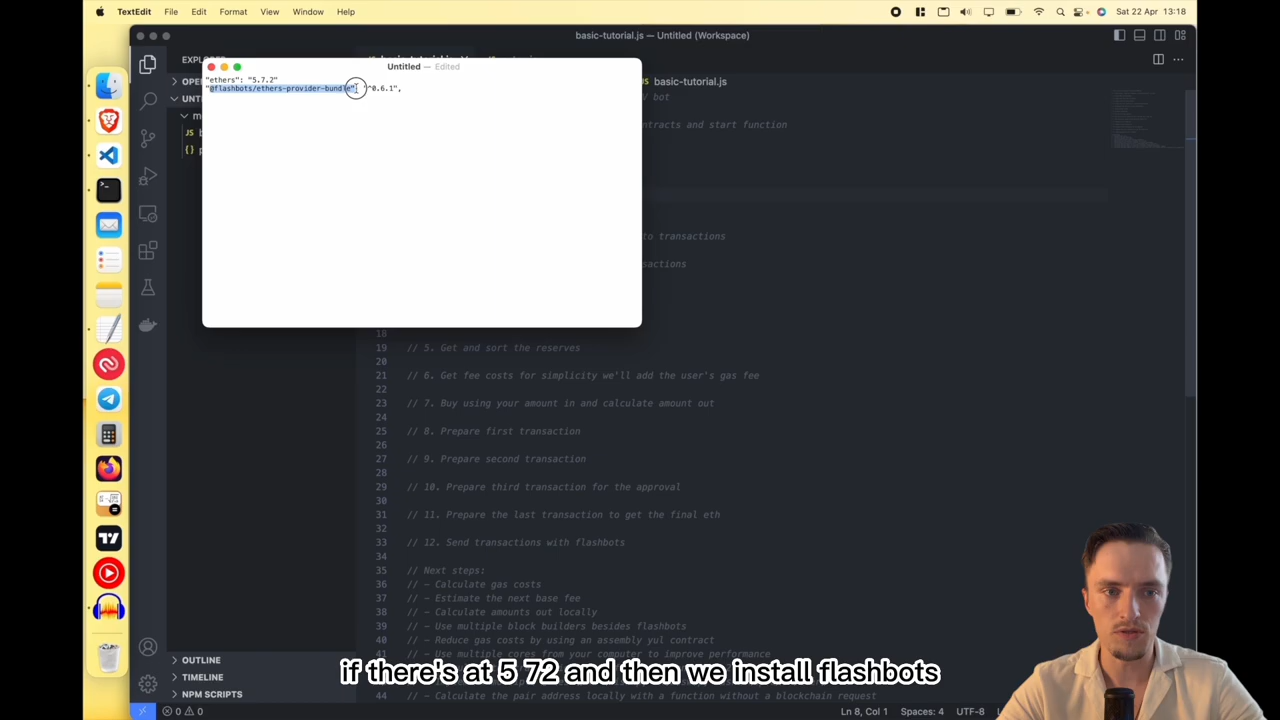 TextEdit File Edit Format View Window Help
Sat 22 Apr 13:18
basic-tutorial.js — Untitled (Workspace)
Untitled — Edited
"ethers": "5.7.2"
"@flashbots/ethers-provider-bundle": "^0.6.1",
basic-tutorial.js
bot
ntracts and start function
to transactions
sactions
18
19 // 5. Get and sort the reserves
20
21 // 6. Get fee costs for simplicity we'll add the user's gas fee
22
23 // 7. Buy using your amount in and calculate amount out
24
25 // 8. Prepare first transaction
26
27 // 9. Prepare second transaction
28
29 // 10. Prepare third transaction for the approval
30
31 // 11. Prepare the last transaction to get the final eth
32
33 // 12. Send transactions with flashbots
34
35 // Next steps:
36 // - Calculate gas costs
37 // - Estimate the next base fee
38 // - Calculate amounts out locally
39 // - Use multiple block builders besides flashbots
40 // - Reduce gas costs by using an assembly yul contract
41 // - Use multiple cores from your computer to improve performance
44 // - Calculate the pair address locally with a function without a blockchain request
OUTLINE
TIMELINE
NPM SCRIPTS
if there's at 5 72 and then we install flashbots
0 0
Ln 8, Col 1 Spaces: 4 UTF-8